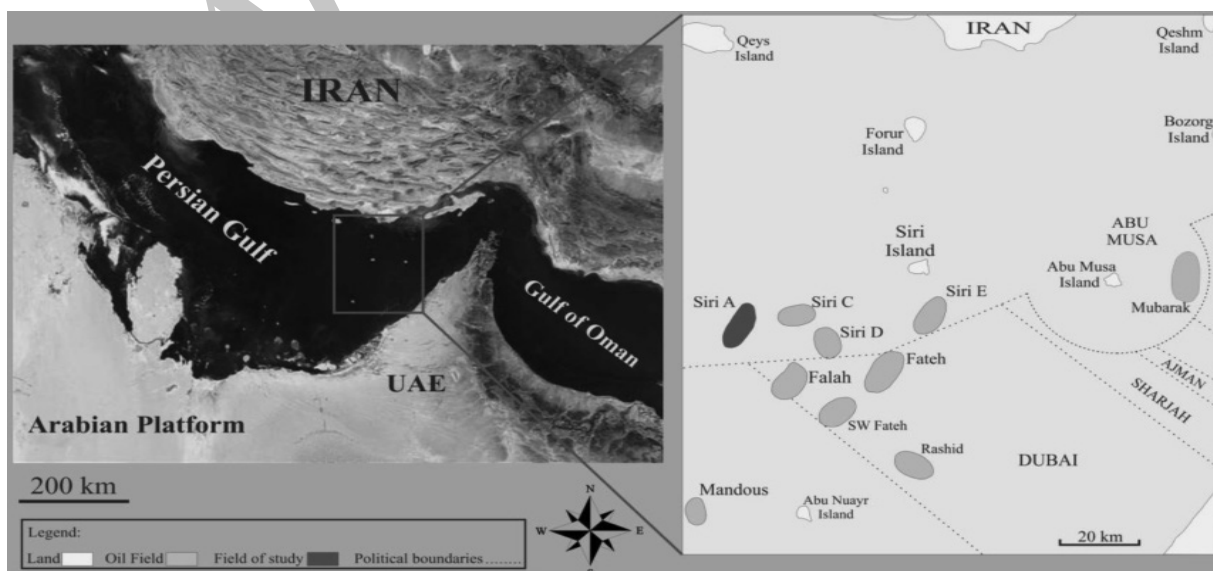 IRAN
Persian Gulf
Gulf of Oman
UAE
Arabian Platform
200 km
N
W
E
Legend:
Land
Oil Field
Field of study
Political boundaries
IRAN
Qeys
Island
Qeshm
Island
Forur
Island
Bozorg
Island
Siri
Island
ABU
MUSA
Abu Musa
Island
Mubarak
Siri A
Siri C
Siri E
Siri D
Fateh
Falah
AJMAN
SHARJAH
SW Fateh
Rashid
DUBAI
Mandous
Abu Nuayr
Island
20 km